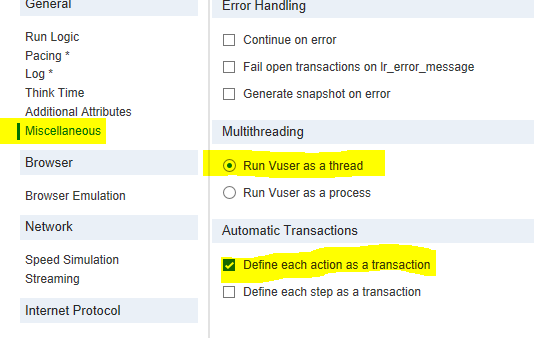 General
Run Logic
Pacing *
Log *
Think Time
Additional Attributes
Miscellaneous
Browser
Browser Emulation
Network
Speed Simulation
Streaming
Internet Protocol
Error Handling
Continue on error
Fail open transactions on lr_error_message
Generate snapshot on error
Multithreading
Run Vuser as a thread
Run Vuser as a process
Automatic Transactions
Define each action as a transaction
Define each step as a transaction